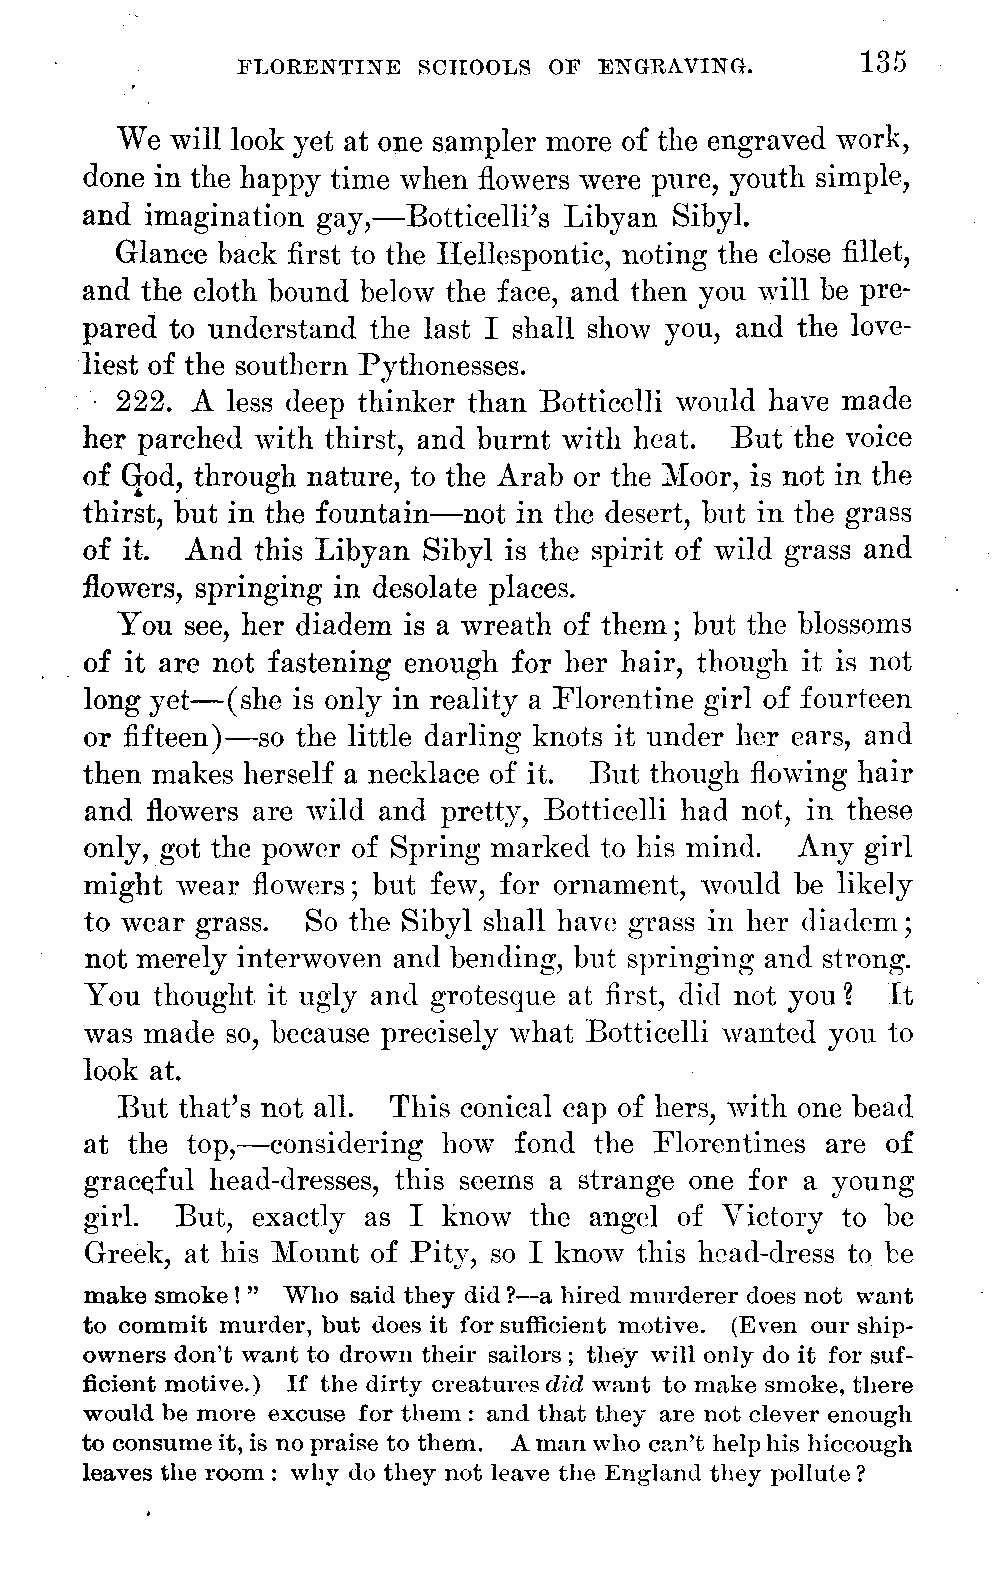 FLORENTINE SCHOOLS OF ENGRAVING. 135
We will look yet at one sampler more of the engraved work,
done in the happy time when flowers were pure, youth simple,
and imagination gay,—Botticelli's Libyan Sibyl.
Glance back first to the Hellespontic, noting the close fillet,
and the cloth bound below the face, and then you will be pre-
pared to understand the last I shall show you, and the love-
liest of the southern Pythonesses.
222. A less deep thinker than Botticelli would have made
her parched with thirst, and burnt with heat. But the voice
of God, through nature, to the Arab or the Moor, is not in the
thirst, but in the fountain—not in the desert, but in the grass
of it. And this Libyan Sibyl is the spirit of wild grass and
flowers, springing in desolate places.
You see, her diadem is a wreath of them; but the blossoms
of it are not fastening enough for her hair, though it is not
long yet—(she is only in reality a Florentine girl of fourteen
or fifteen)—so the little darling knots it under her ears, and
then makes herself a necklace of it. But though flowing hair
and flowers are wild and pretty, Botticelli had not, in these
only, got the power of Spring marked to his mind. Any girl
might wear flowers; but few, for ornament, would be likely
to wear grass. So the Sibyl shall have grass in her diadem;
not merely interwoven and bending, but springing and strong.
You thought it ugly and grotesque at first, did not you? It
was made so, because precisely what Botticelli wanted you to
look at.
But that's not all. This conical cap of hers, with one bead
at the top,—considering how fond the Florentines are of
graceful head-dresses, this seems a strange one for a young
girl. But, exactly as I know the angel of Victory to be
Greek, at his Mount of Pity, so I know this head-dress to be
make smoke!" Who said they did?—a hired murderer does not want
to commit murder, but does it for sufficient motive. (Even our ship-
owners don't want to drown their sailors; they will only do it for suf-
ficient motive.) If the dirty creatures did want to make smoke, there
would be more excuse for them: and that they are not clever enough
to consume it, is no praise to them. A man who can't help his hiccough
leaves the room: why do they not leave the England they pollute?